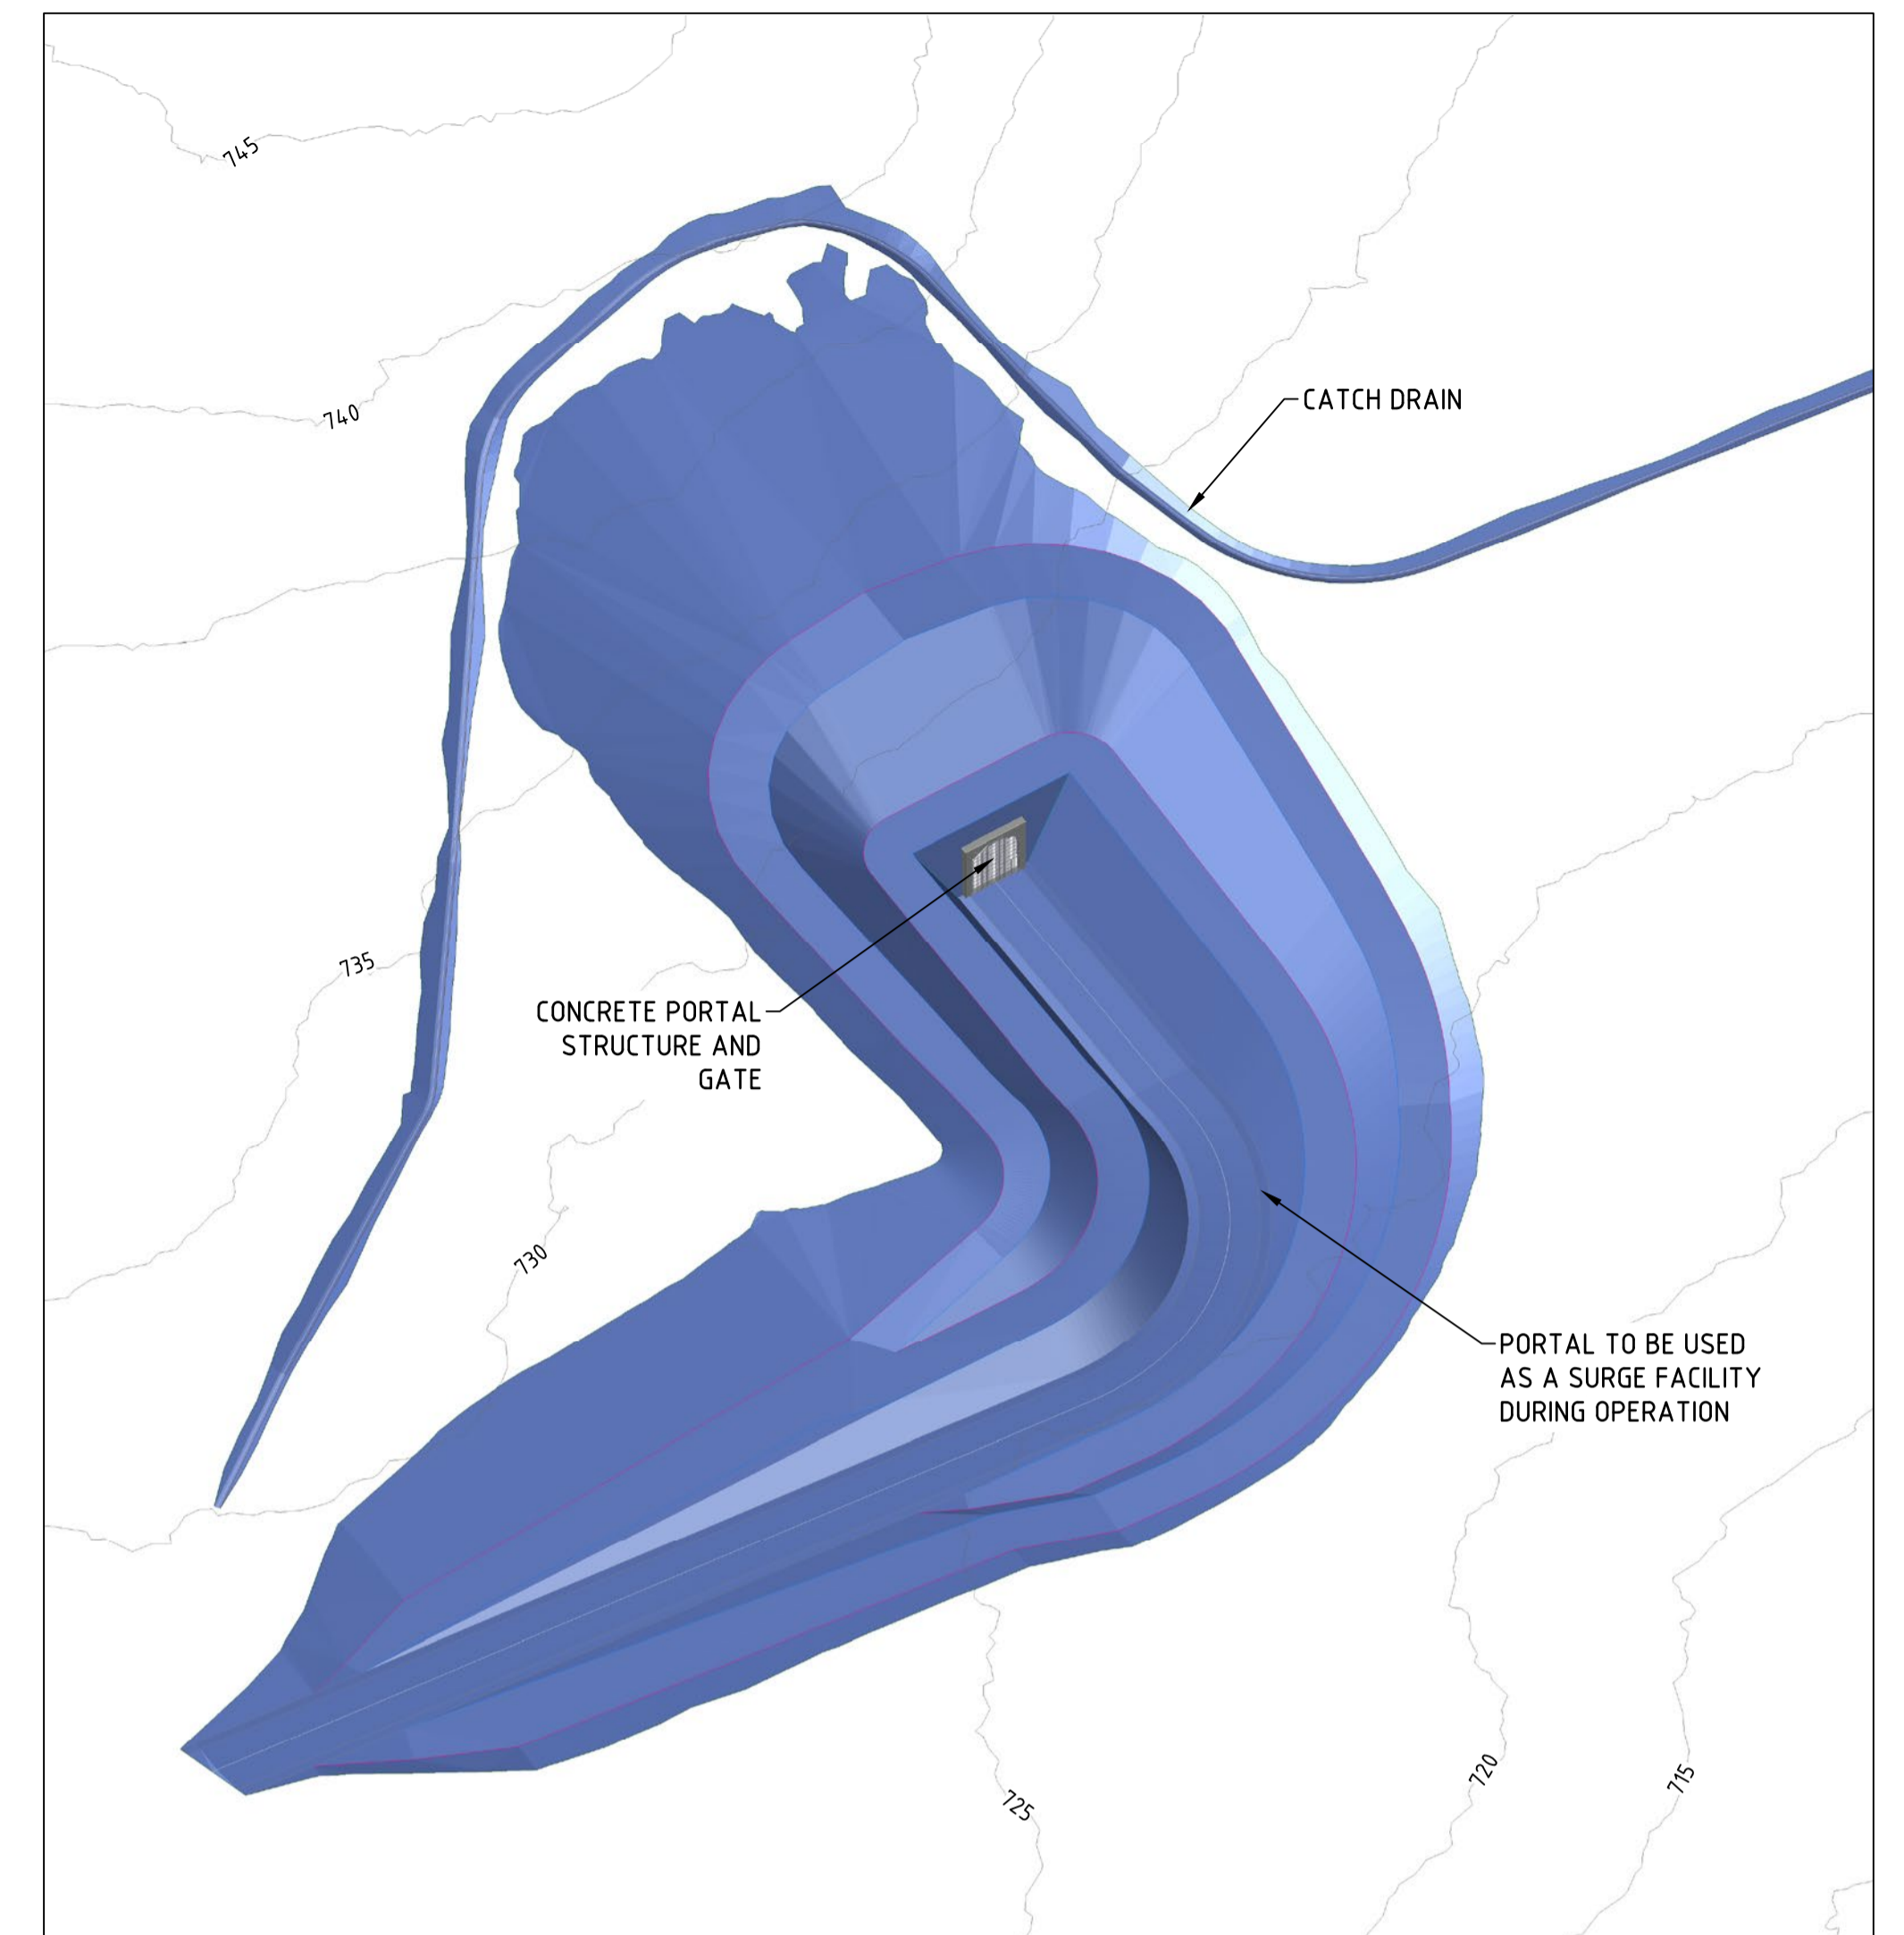 745
740
CATCH DRAIN
735
CONCRETE PORTAL
STRUCTURE AND
GATE
730
PORTAL TO BE USED
AS A SURGE FACILITY
DURING OPERATION
725
720
715